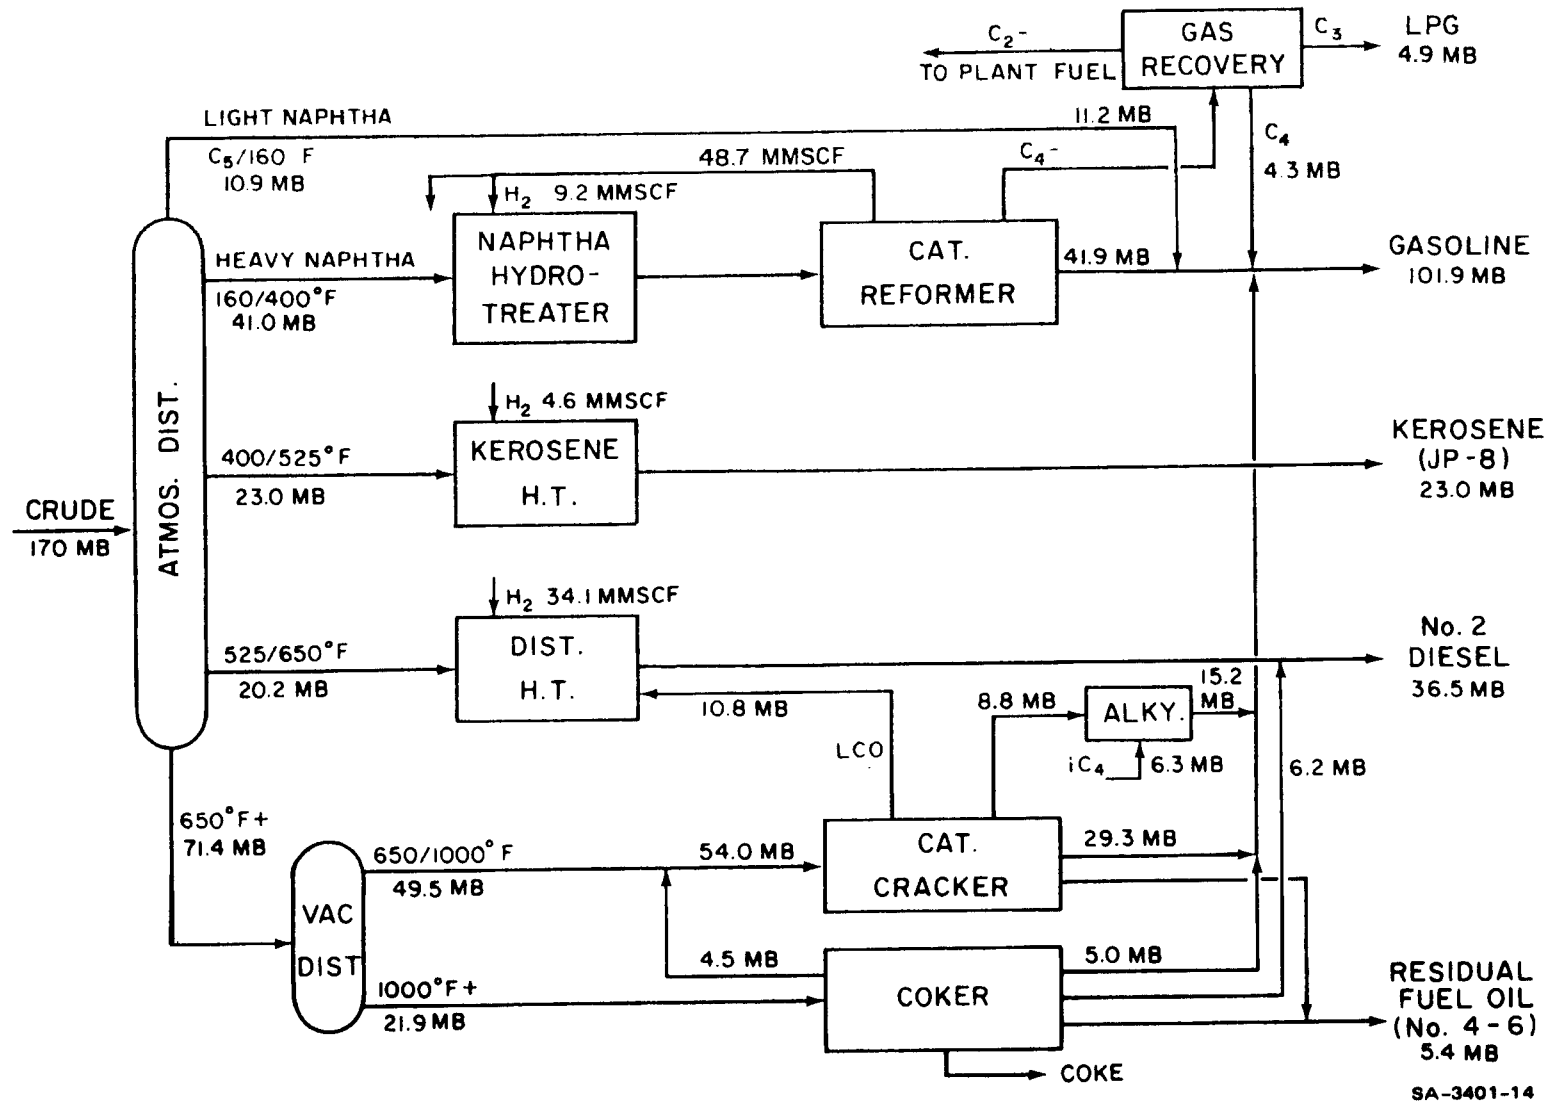 C2-
TO PLANT FUEL
GAS
RECOVERY
C3
LPG
4.9 MB
LIGHT NAPHTHA
11.2 MB
C5/160 F
10.9 MB
48.7 MMSCF
C4-
C4
4.3 MB
H2 9.2 MMSCF
NAPHTHA
HYDRO-
TREATER
CAT.
REFORMER
41.9 MB
GASOLINE
101.9 MB
HEAVY NAPHTHA
160/400°F
41.0 MB
H2 4.6 MMSCF
KEROSENE
H.T.
400/525°F
23.0 MB
KEROSENE
(JP-8)
23.0 MB
CRUDE
170 MB
ATMOS. DIST.
H2 34.1 MMSCF
DIST.
H.T.
525/650°F
20.2 MB
No. 2
DIESEL
36.5 MB
10.8 MB
LCO
8.8 MB
ALKY.
15.2
MB
iC4
6.3 MB
6.2 MB
650°F+
71.4 MB
VAC
DIST
650/1000°F
49.5 MB
54.0 MB
CAT.
CRACKER
29.3 MB
4.5 MB
1000°F+
21.9 MB
COKER
5.0 MB
COKE
RESIDUAL
FUEL OIL
(No. 4-6)
5.4 MB
SA-3401-14